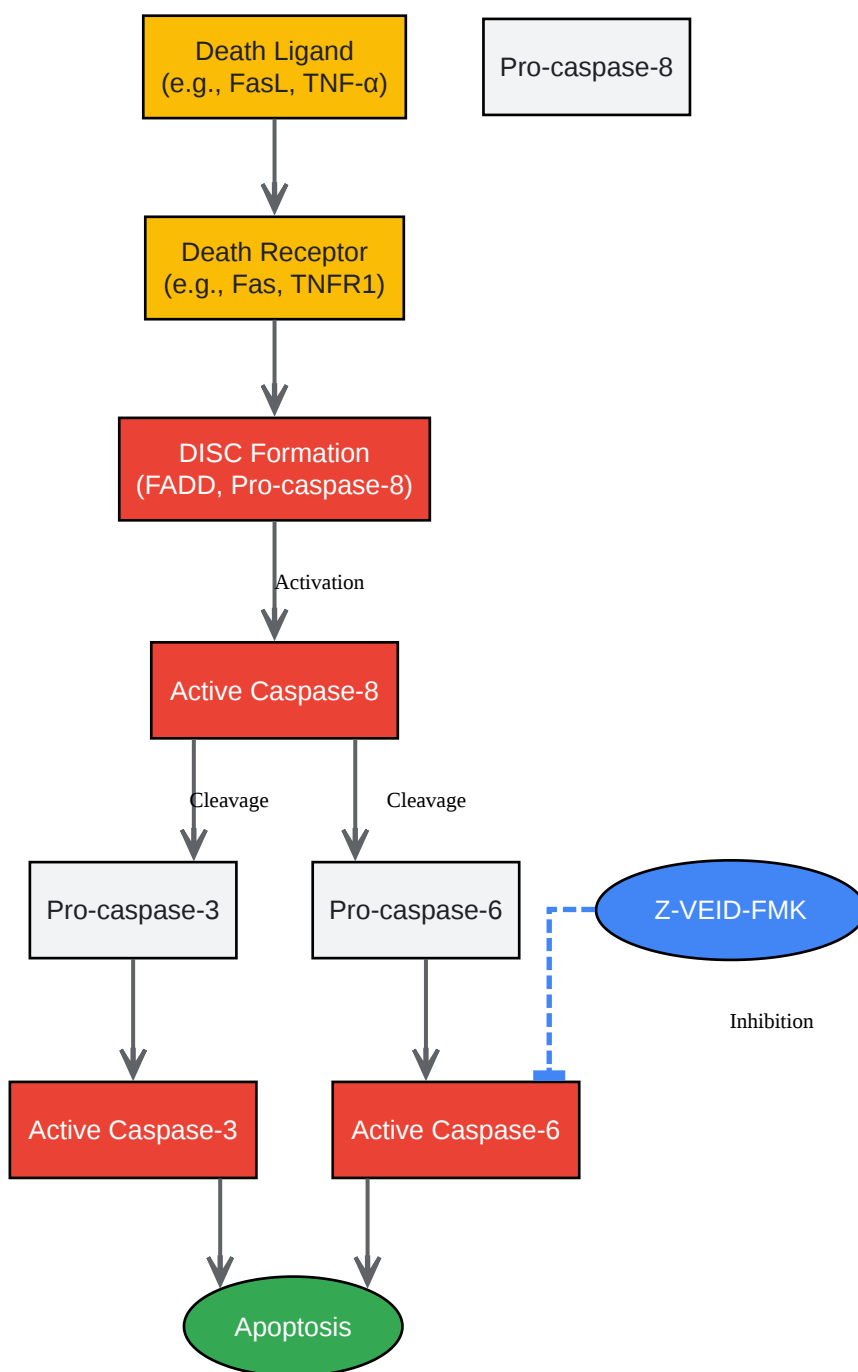 Death Ligand
(e.g., FasL, TNF-α)
Pro-caspase-8
Death Receptor
(e.g., Fas, TNFR1)
DISC Formation
(FADD, Pro-caspase-8)
Activation
Active Caspase-8
Cleavage
Cleavage
Pro-caspase-3
Pro-caspase-6
Z-VEID-FMK
Inhibition
Active Caspase-3
Active Caspase-6
Apoptosis